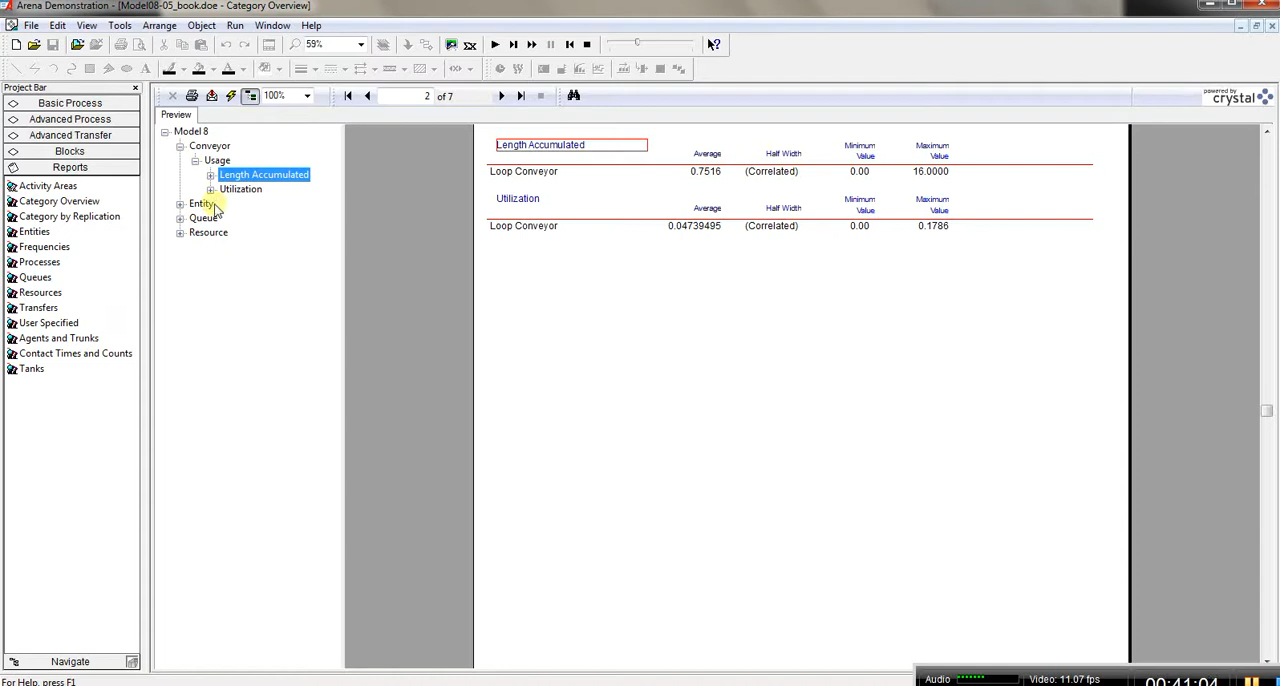 Arena Demonstration - [Model08-05_book.doe - Category Overview]
File Edit View Tools Arrange Object Run Window Help
59%
Project Bar
Basic Process
Advanced Process
Advanced Transfer
Blocks
Reports
Activity Areas
Category Overview
Category by Replication
Entities
Frequencies
Processes
Queues
Resources
Transfers
User Specified
Agents and Trunks
Contact Times and Counts
Tanks
Navigate
100%
2 of 7
powered by
crystal
Preview
Model 8
Conveyor
Usage
Length Accumulated
Utilization
Entity
Queue
Resource
Length Accumulated
Average Half Width Minimum Value Maximum Value
Loop Conveyor 0.7516 (Correlated) 0.00 16.0000
Utilization
Average Half Width Minimum Value Maximum Value
Loop Conveyor 0.04739495 (Correlated) 0.00 0.1786
For Help, press F1
Audio Video: 11.07 fps
00:41:04